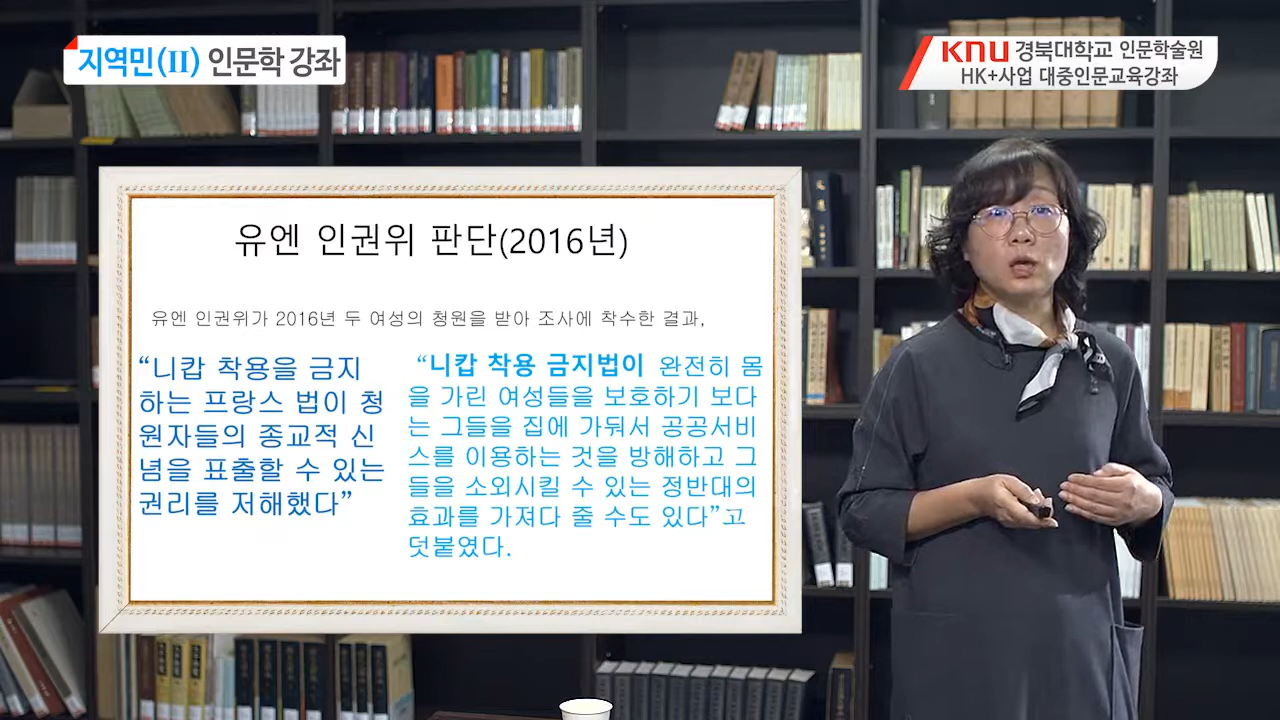 지역민(II) 인문학 강좌
KNU 경북대학교 인문학술원
HK+사업 대중인문교육강좌
유엔 인권위 판단(2016년)
유엔 인권위가 2016년 두 여성의 청원을 받아 조사에 착수한 결과,
“니캅 착용을 금지
하는 프랑스 법이 청
원자들의 종교적 신
념을 표출할 수 있는
권리를 저해했다”
“니캅 착용 금지법이 완전히 몸
을 가린 여성들을 보호하기 보다
는 그들을 집에 가둬서 공공서비
스를 이용하는 것을 방해하고 그
들을 소외시킬 수 있는 정반대의
효과를 가져다 줄 수도 있다”고
덧붙였다.